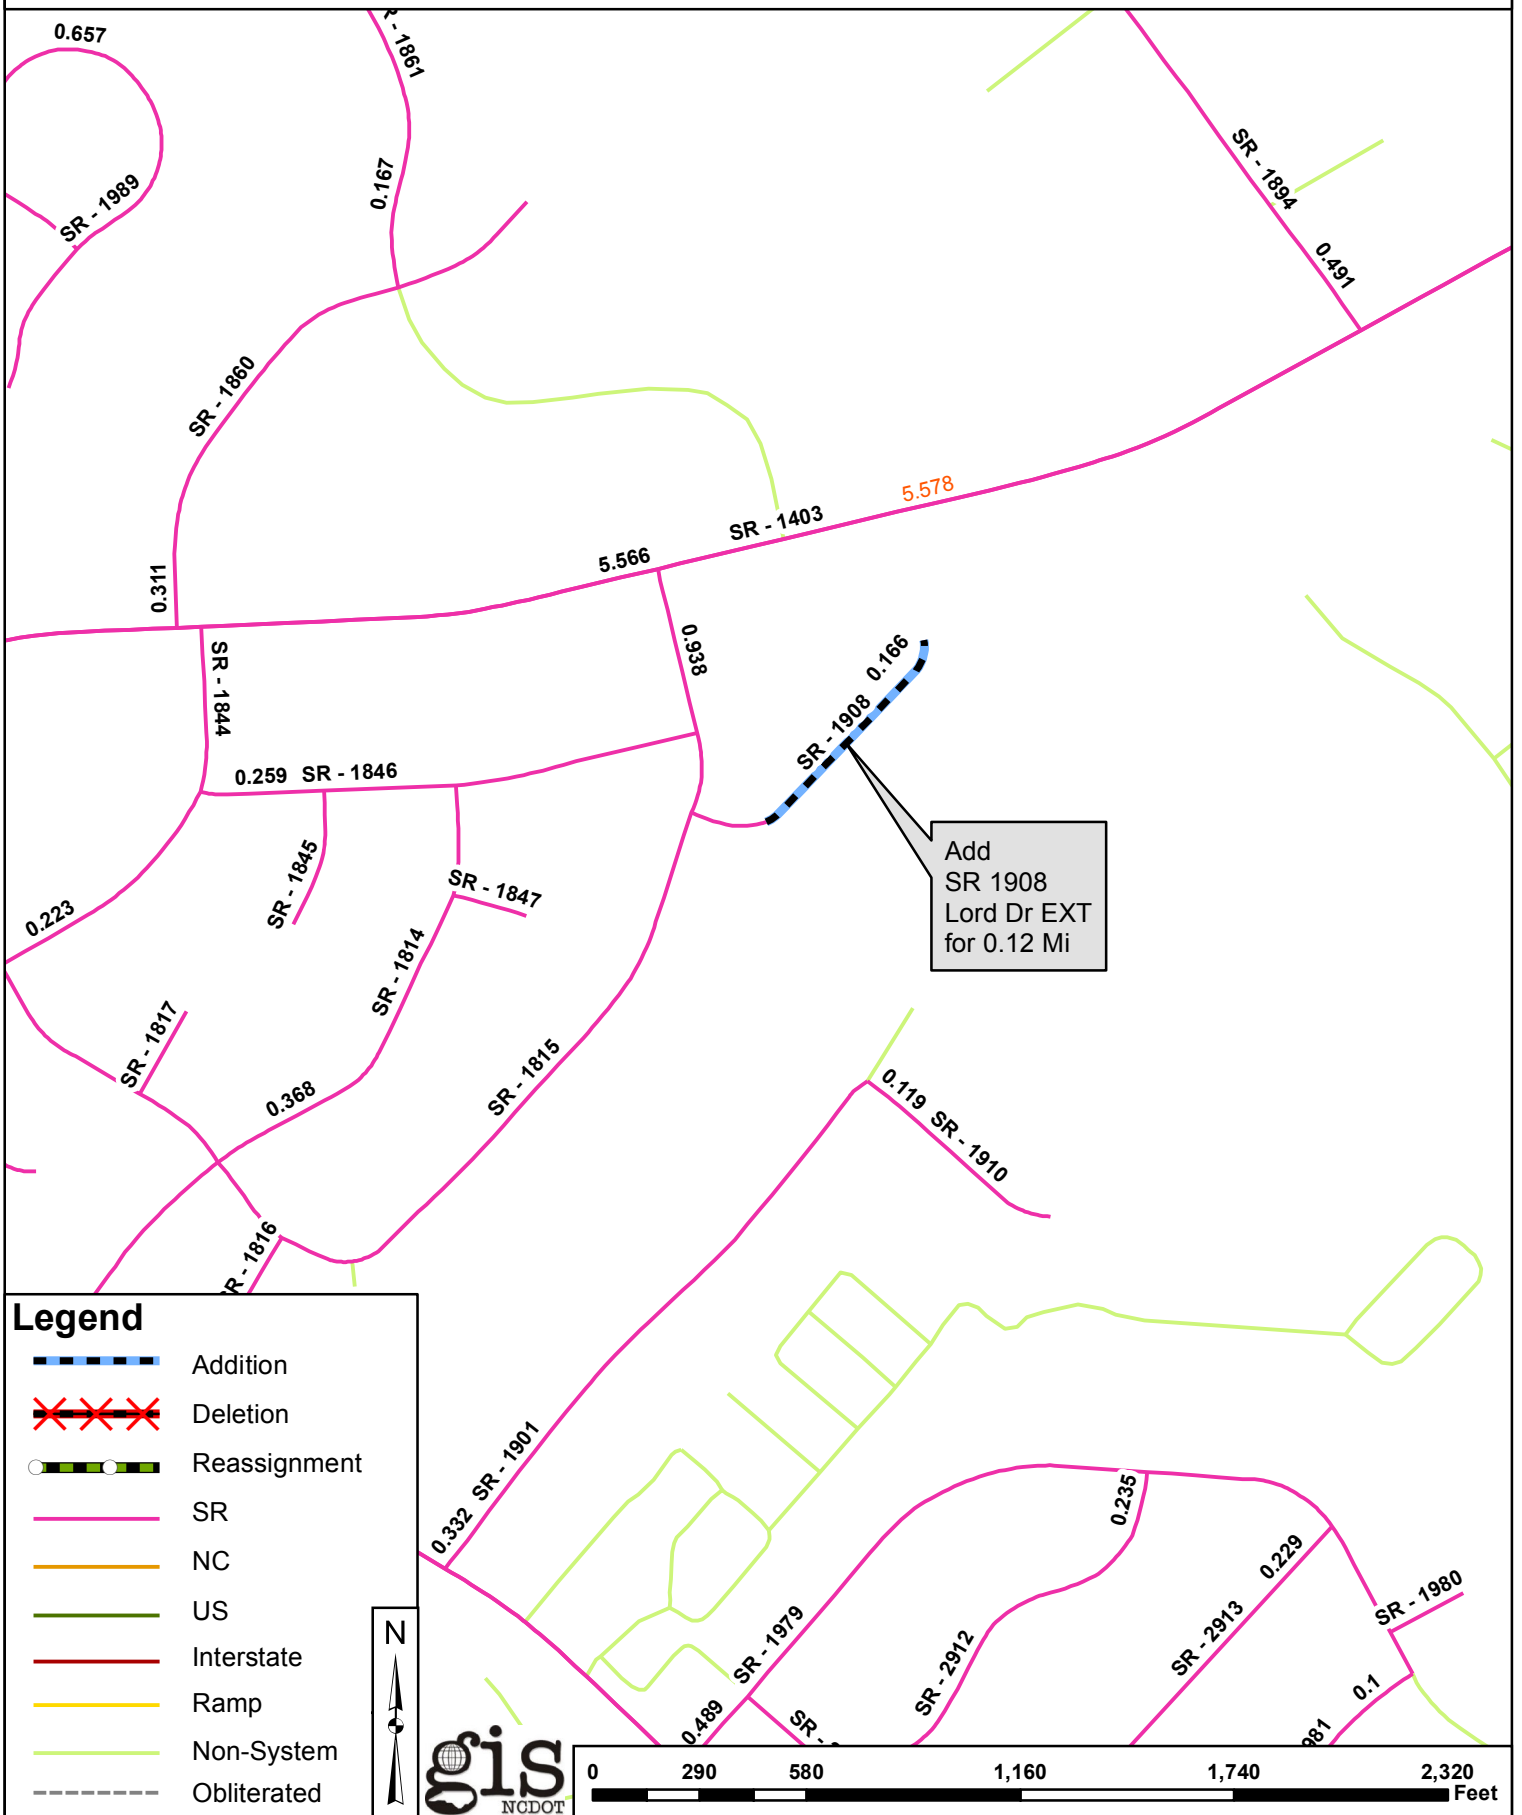 0.657
R - 1861
0.167
SR - 1989
SR - 1894
0.491
SR - 1860
5.578
SR - 1403
5.566
0.311
SR - 1844
0.938
0.166
SR - 1908
0.259 SR - 1846
Add
SR 1908
Lord Dr EXT
for 0.12 Mi
SR - 1845
SR - 1847
0.223
SR - 1814
SR - 1817
SR - 1815
0.368
0.119 SR - 1910
SR - 1816
Legend
Addition
Deletion
Reassignment
SR
NC
US
Interstate
Ramp
Non-System
Obliterated
N
0.332 SR - 1901
0.235
0.229
SR - 1980
SR - 1979
SR - 2912
SR - 2913
0.1
0.489
SR -
981
gis
NCDOT
0 290 580 1,160 1,740 2,320
Feet